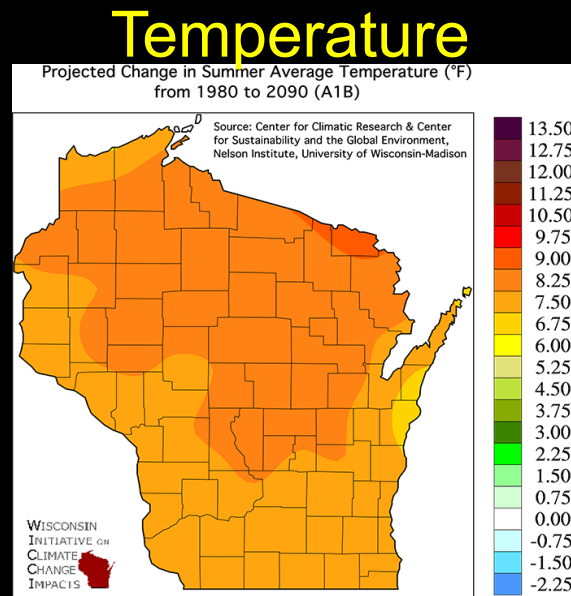 Temperature
Projected Change in Summer Average Temperature (°F)
from 1980 to 2090 (A1B)
Source: Center for Climatic Research & Center
for Sustainability and the Global Environment,
Nelson Institute, University of Wisconsin-Madison
13.50
12.75
12.00
11.25
10.50
9.75
9.00
8.25
7.50
6.75
6.00
5.25
4.50
3.75
3.00
2.25
1.50
0.75
0.00
-0.75
-1.50
-2.25
WISCONSIN
INITIATIVE ON
CLIMATE
CHANGE
IMPACTS